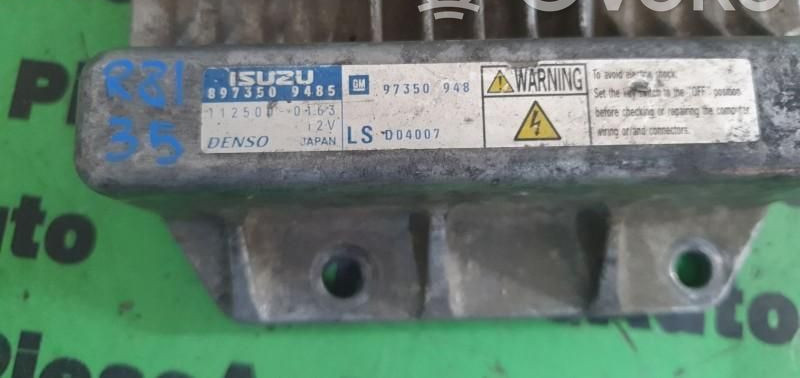 R81
35
ISUZU
897350 9485
112500-0163
12V
DENSO JAPAN
GM 97350 948
LS D04007
WARNING
To avoid electric shock,
Set the key switch to the "OFF" position
before checking or repairing the computer
wiring or/and connectors.